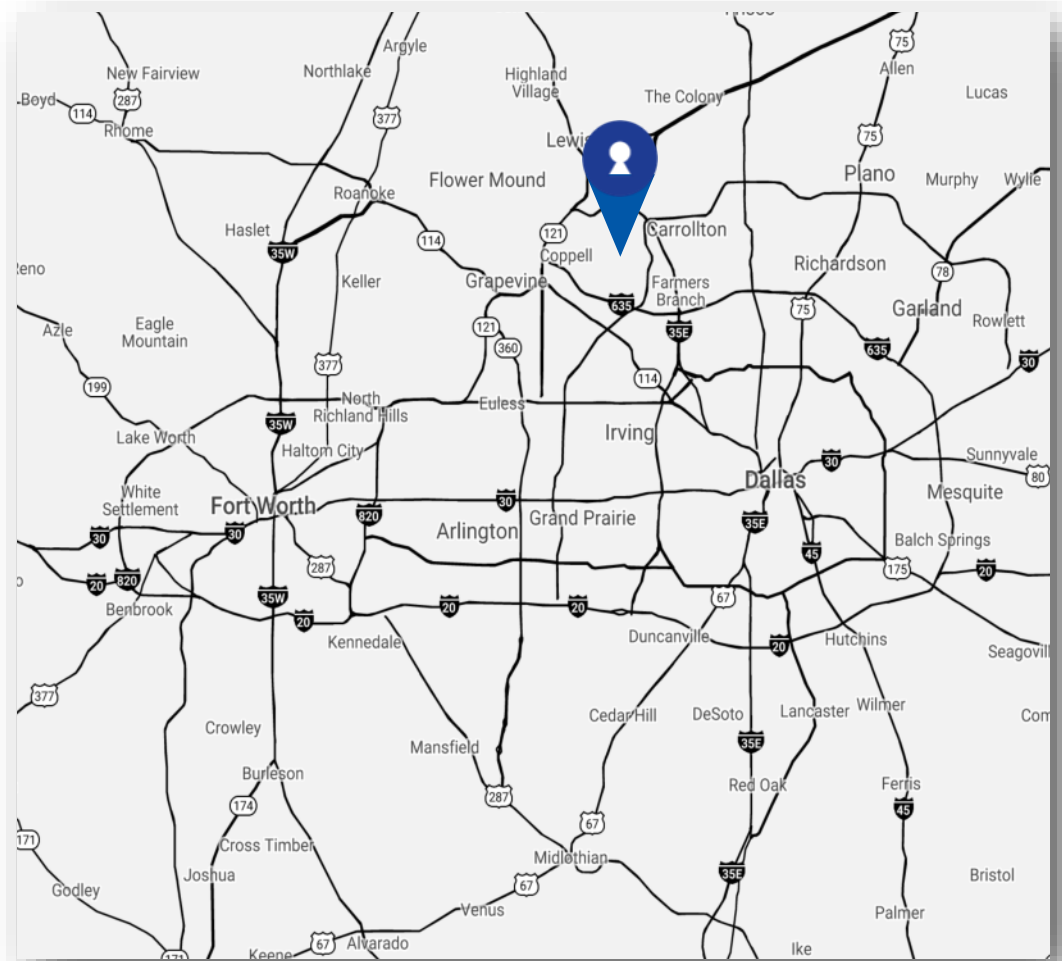 Argyle
75
New Fairview
Northlake
Highland
Village
Allen
287
Boyd
The Colony
Lucas
114
377
Rhome
75
Plano
Flower Mound
Murphy
Wylie
Roanoke
Haslet
121
Carrollton
114
35W
Coppell
Richardson
78
Keller
Grapevine
Farmers
Branch
635
75
Garland
Eagle
Mountain
Azle
121
35E
Rowlett
360
635
377
30
199
114
North
Richland Hills
Euless
35W
Irving
Lake Worth
Haltom City
Sunnyvale
30
80
Dallas
White
Settlement
Fort Worth
30
Mesquite
820
Grand Prairie
35E
Arlington
30
30
45
Balch Springs
287
175
20
20
820
35W
67
Benbrook
20
20
20
Kennedale
Duncanville
Hutchins
20
377
Cedar Hill
DeSoto
Lancaster
Wilmer
Crowley
Mansfield
35E
Burleson
Red Oak
Ferris
174
287
45
67
171
Cross Timber
Midlothian
35E
Godley
Joshua
67
Bristol
Venus
Palmer
67
Alvarado
Ike
Keene
171